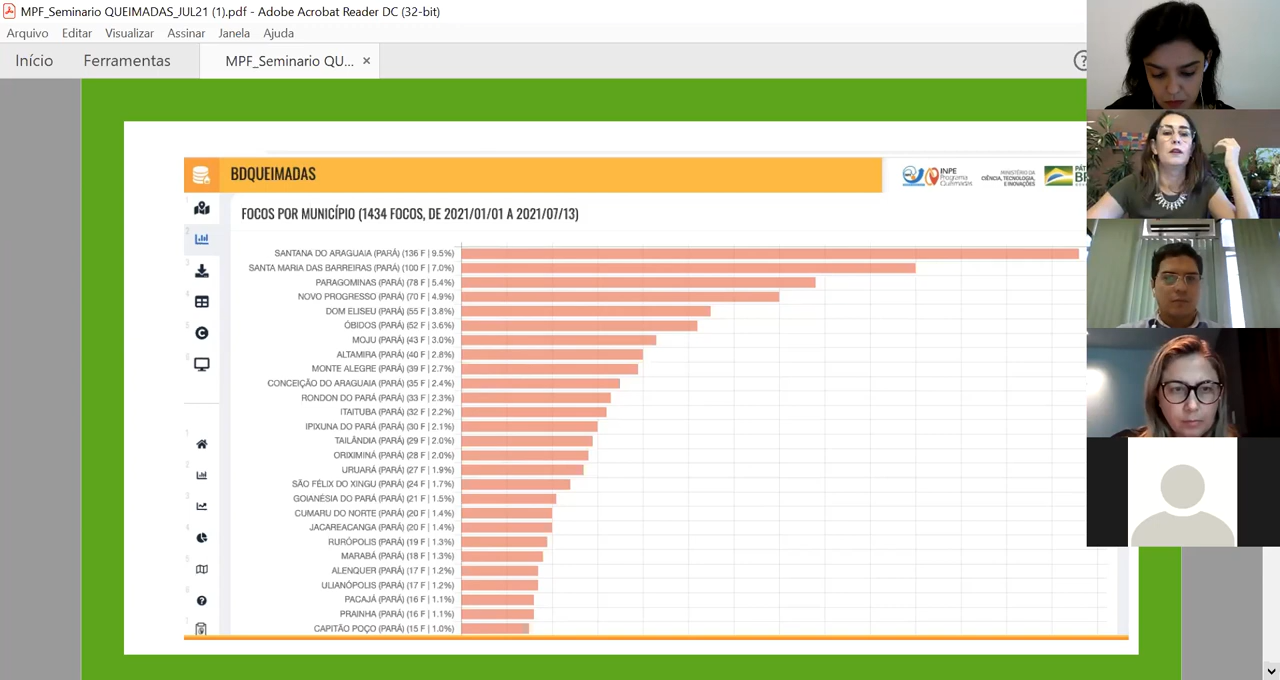 MPF_Seminario QUEIMADAS_JUL21 (1).pdf - Adobe Acrobat Reader DC (32-bit)
Arquivo Editar Visualizar Assinar Janela Ajuda
Início Ferramentas MPF_Seminario QU... ×
BDQUEIMADAS
INPE
Programa
Queimadas
MINISTÉRIO DA
CIÊNCIA, TECNOLOGIA,
E INOVAÇÕES
FOCOS POR MUNICÍPIO (1434 FOCOS, DE 2021/01/01 A 2021/07/13)
SANTANA DO ARAGUAIA (PARÁ) (136 F | 9.5%)
SANTA MARIA DAS BARREIRAS (PARÁ) (100 F | 7.0%)
PARAGOMINAS (PARÁ) (78 F | 5.4%)
NOVO PROGRESSO (PARÁ) (70 F | 4.9%)
DOM ELISEU (PARÁ) (55 F | 3.8%)
ÓBIDOS (PARÁ) (52 F | 3.6%)
MOJU (PARÁ) (43 F | 3.0%)
ALTAMIRA (PARÁ) (40 F | 2.8%)
MONTE ALEGRE (PARÁ) (39 F | 2.7%)
CONCEIÇÃO DO ARAGUAIA (PARÁ) (35 F | 2.4%)
RONDON DO PARÁ (PARÁ) (33 F | 2.3%)
ITAITUBA (PARÁ) (32 F | 2.2%)
IPIXUNA DO PARÁ (PARÁ) (30 F | 2.1%)
TAILÂNDIA (PARÁ) (29 F | 2.0%)
ORIXIMINÁ (PARÁ) (28 F | 2.0%)
URUARÁ (PARÁ) (27 F | 1.9%)
SÃO FÉLIX DO XINGU (PARÁ) (24 F | 1.7%)
GOIANÉSIA DO PARÁ (PARÁ) (21 F | 1.5%)
CUMARU DO NORTE (PARÁ) (20 F | 1.4%)
JACAREACANGA (PARÁ) (20 F | 1.4%)
RURÓPOLIS (PARÁ) (19 F | 1.3%)
MARABÁ (PARÁ) (18 F | 1.3%)
ALENQUER (PARÁ) (17 F | 1.2%)
ULIANÓPOLIS (PARÁ) (17 F | 1.2%)
PACAJÁ (PARÁ) (16 F | 1.1%)
PRAINHA (PARÁ) (16 F | 1.1%)
CAPITÃO POÇO (PARÁ) (15 F | 1.0%)